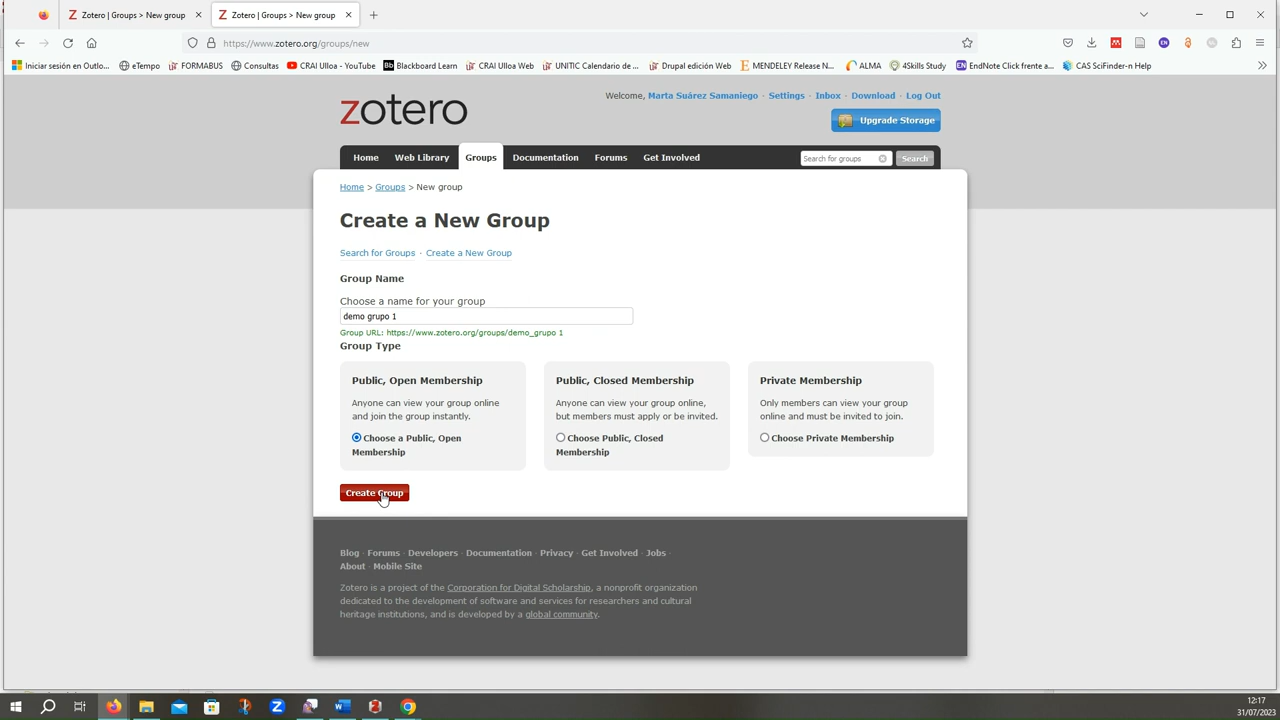 Zotero | Groups > New group
Zotero | Groups > New group
https://www.zotero.org/groups/new
Iniciar sesión en Outlo...
eTempo
FORMABUS
Consultas
CRAI Ulloa - YouTube
Blackboard Learn
CRAI Ulloa Web
UNITIC Calendario de ...
Drupal edición Web
MENDELEY Release N...
ALMA
4Skills Study
EndNote Click frente a...
CAS SciFinder-n Help
zotero
Welcome, Marta Suárez Samaniego · Settings · Inbox · Download · Log Out
Upgrade Storage
Home
Web Library
Groups
Documentation
Forums
Get Involved
Search for groups
Search
Home > Groups > New group
Create a New Group
Search for Groups · Create a New Group
Group Name
Choose a name for your group
demo grupo 1
Group URL: https://www.zotero.org/groups/demo_grupo 1
Group Type
Public, Open Membership
Anyone can view your group online
and join the group instantly.
Choose a Public, Open
Membership
Public, Closed Membership
Anyone can view your group online,
but members must apply or be invited.
Choose Public, Closed
Membership
Private Membership
Only members can view your group
online and must be invited to join.
Choose Private Membership
Create Group
Blog · Forums · Developers · Documentation · Privacy · Get Involved · Jobs ·
About · Mobile Site
Zotero is a project of the Corporation for Digital Scholarship, a nonprofit organization
dedicated to the development of software and services for researchers and cultural
heritage institutions, and is developed by a global community.
12:17
31/07/2023